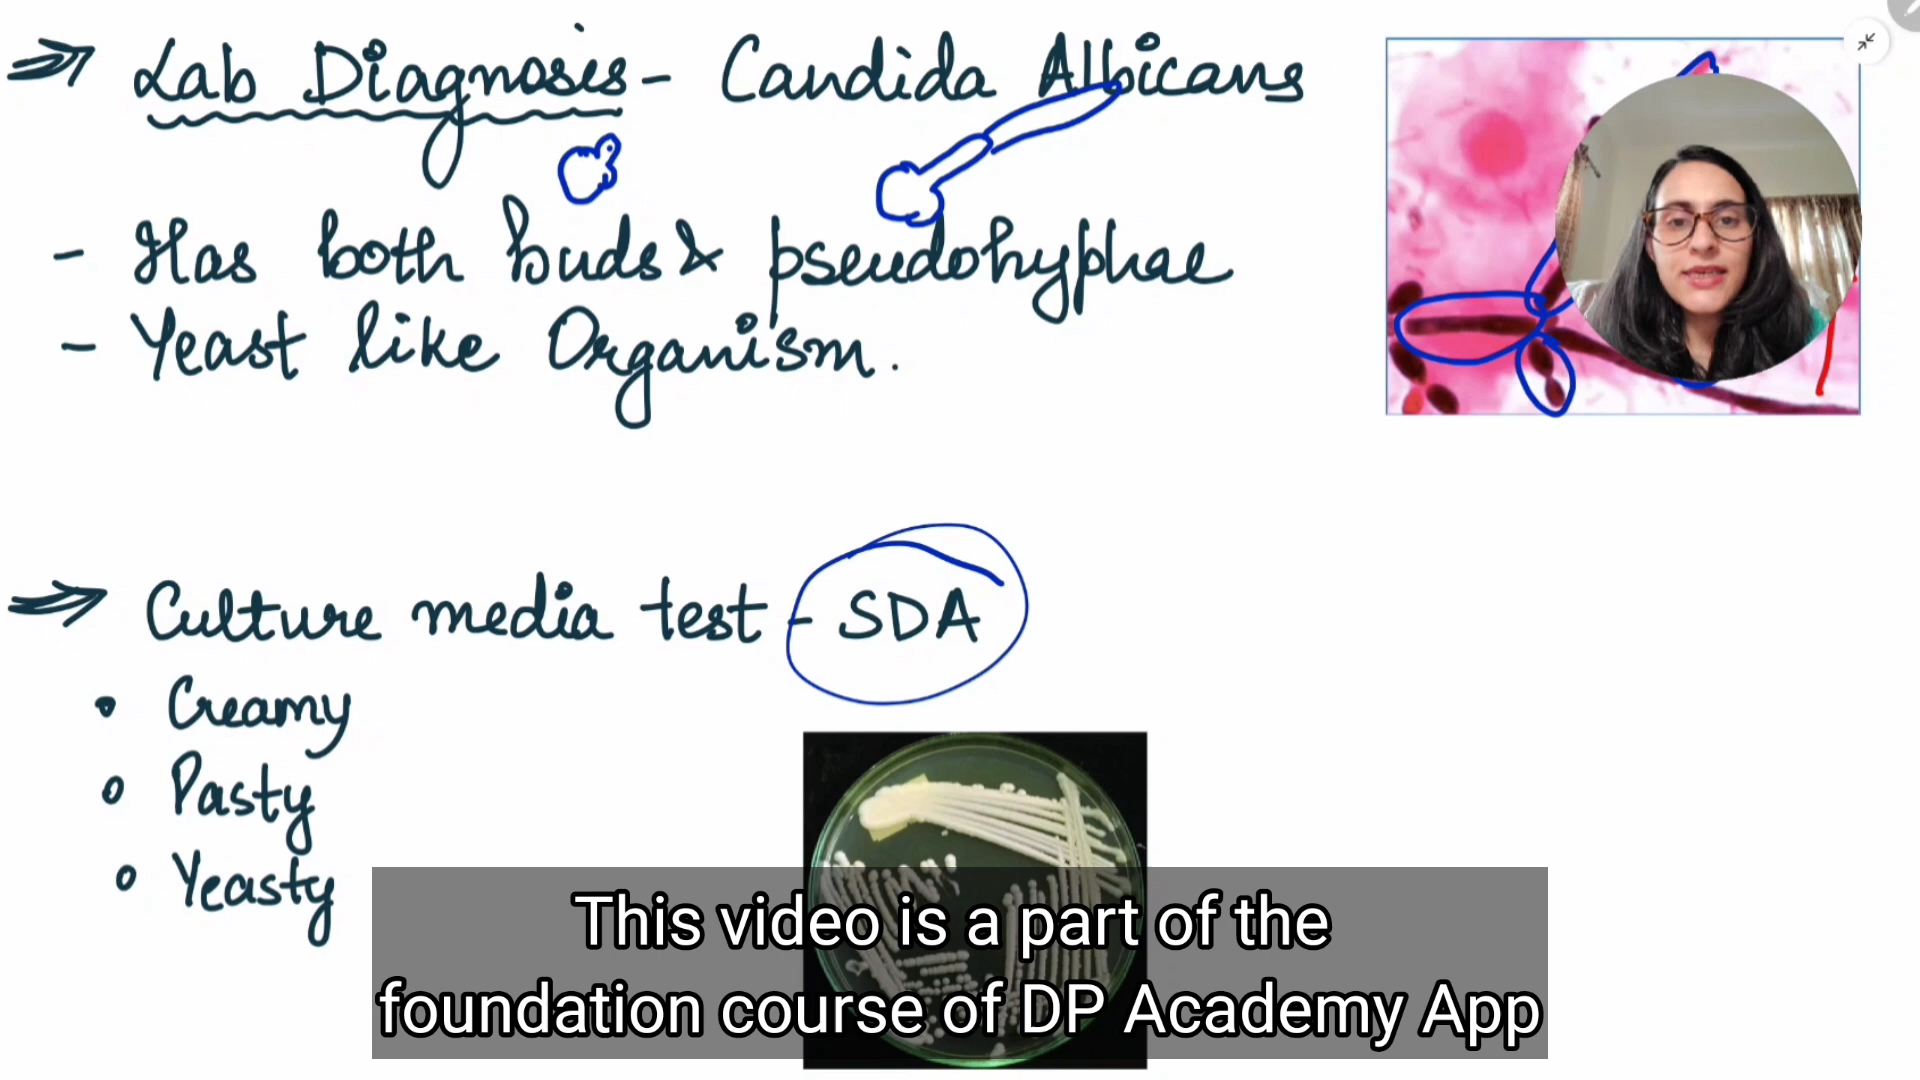 Lab Diagnosis - Candida Albicans
- Has both buds & pseudohyphae
- Yeast like Organism.
Culture media test - SDA
Creamy
Pasty
Yeasty
This video is a part of the
foundation course of DP Academy App